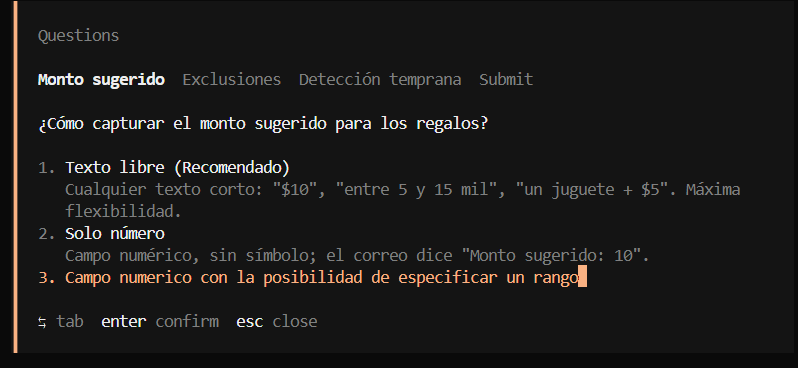 Questions
Monto sugerido Exclusiones Detección temprana Submit
¿Cómo capturar el monto sugerido para los regalos?
1. Texto libre (Recomendado)
Cualquier texto corto: "$10", "entre 5 y 15 mil", "un juguete + $5". Máxima
flexibilidad.
2. Solo número
Campo numérico, sin símbolo; el correo dice "Monto sugerido: 10".
3. Campo numerico con la posibilidad de especificar un rango
⇆ tab enter confirm esc close